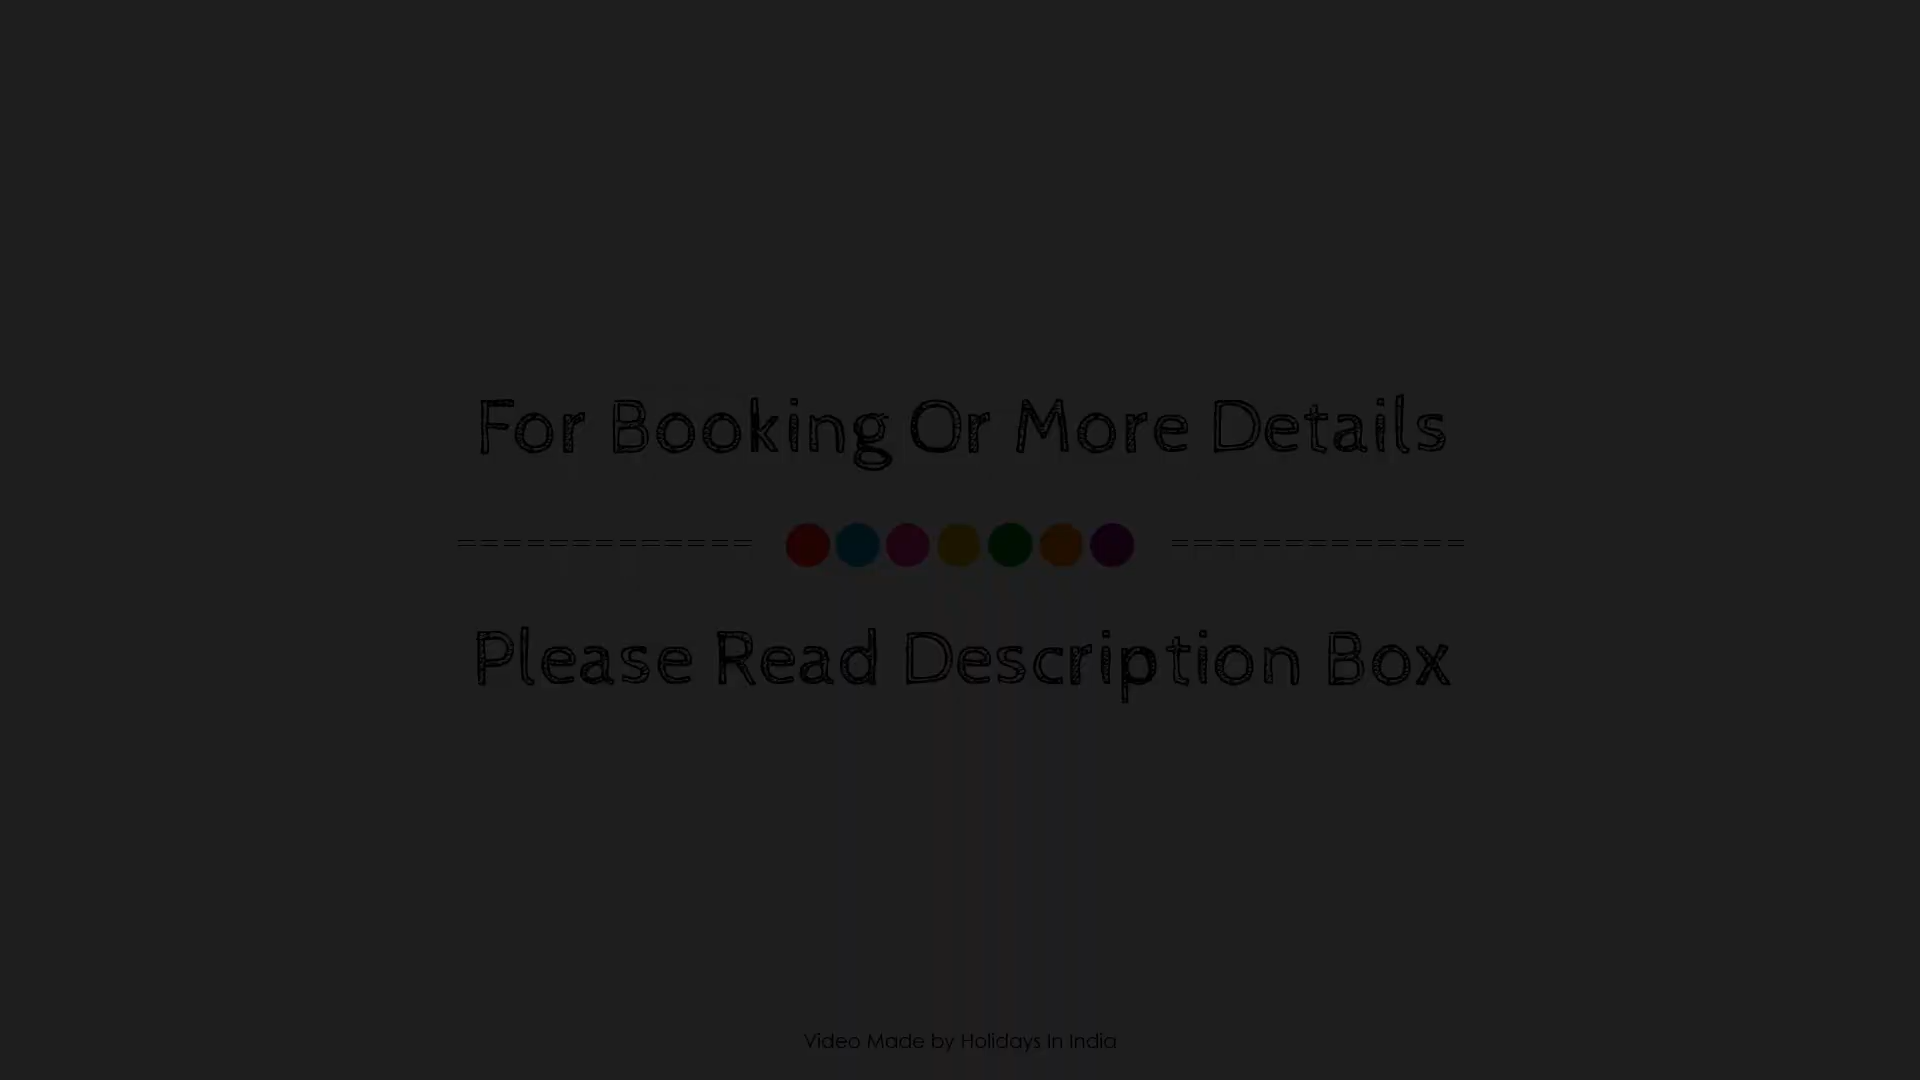 For Booking Or More Details
============= =============
Please Read Description Box
Video Made by Holidays In India